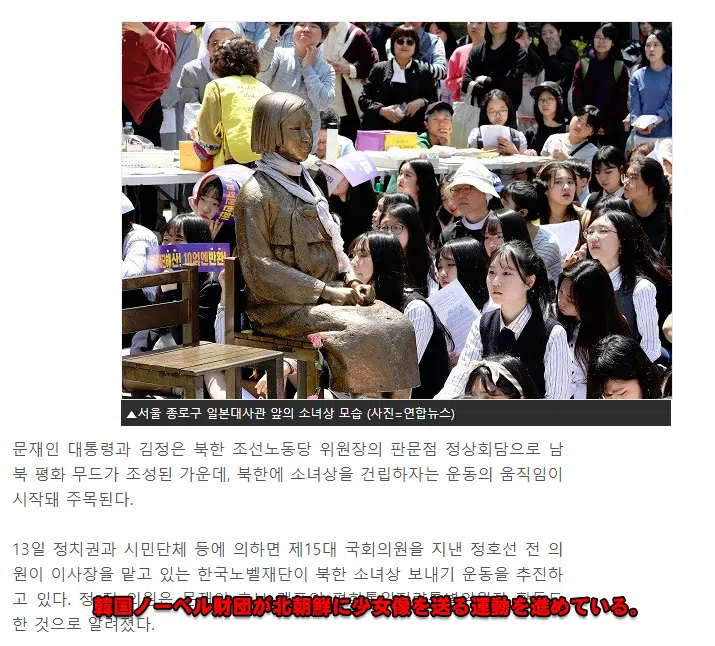 해산! 10억엔 반환
▲서울 종로구 일본대사관 앞의 소녀상 모습 (사진=연합뉴스)
문재인 대통령과 김정은 북한 조선노동당 위원장의 판문점 정상회담으로 남
북 평화 무드가 조성된 가운데, 북한에 소녀상을 건립하자는 운동의 움직임이
시작돼 주목된다.
13일 정치권과 시민단체 등에 의하면 제15대 국회의원을 지낸 정호선 전 의
원이 이사장을 맡고 있는 한국노벨재단이 북한 소녀상 보내기 운동을 추진하
고 있다. 정
韓国ノーベル財団が北朝鮮に少女像を送る運動を進めている。
한 것으로 알려졌다.